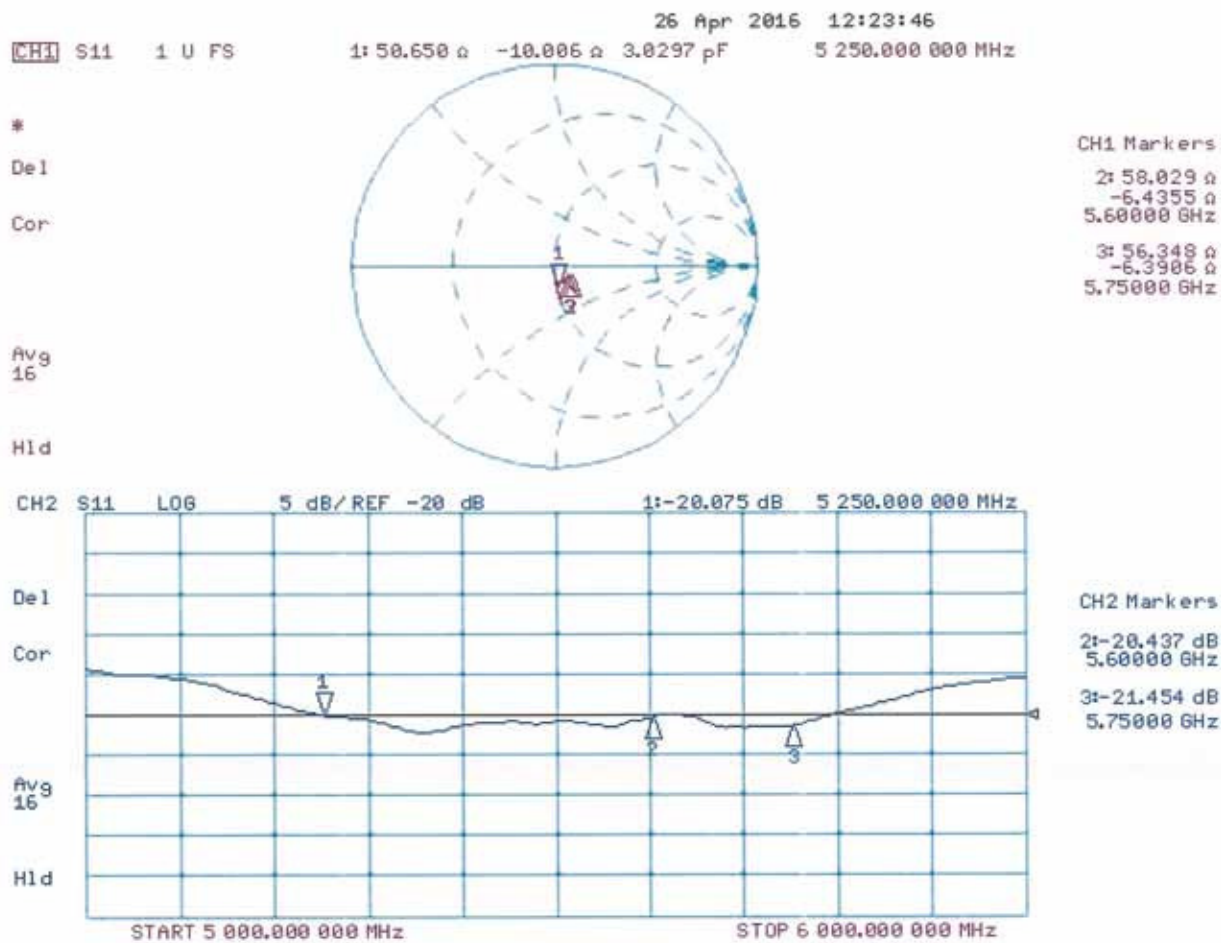 26 Apr 2016 12:23:46
CH1 S11 1 U FS 1: 50.650 Ω -10.006 Ω 3.0297 pF 5 250.000 000 MHz
*
Del
Cor
Avg
16
Hld
CH1 Markers
2: 58.029 Ω
-6.4355 Ω
5.60000 GHz
3: 56.348 Ω
-6.3906 Ω
5.75000 GHz
1
3
CH2 S11 LOG 5 dB/REF -20 dB 1:-20.075 dB 5 250.000 000 MHz
Del
Cor
Avg
16
Hld
1
2
3
CH2 Markers
2:-20.437 dB
5.60000 GHz
3:-21.454 dB
5.75000 GHz
START 5 000.000 000 MHz STOP 6 000.000 000 MHz